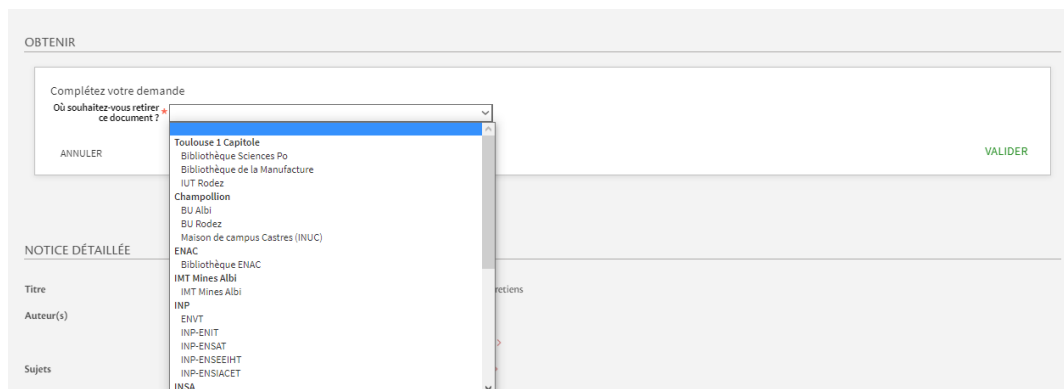 OBTENIR
Complétez votre demande
Où souhaitez-vous retirer
ce document ? *
ANNULER
VALIDER
Toulouse 1 Capitole
Bibliothèque Sciences Po
Bibliothèque de la Manufacture
IUT Rodez
Champollion
BU Albi
BU Rodez
Maison de campus Castres (INUC)
ENAC
Bibliothèque ENAC
IMT Mines Albi
IMT Mines Albi
INP
ENVT
INP-ENIT
INP-ENSAT
INP-ENSEEIHT
INP-ENSIACET
INSA
NOTICE DÉTAILLÉE
Titre
retiens
Auteur(s)
Sujets